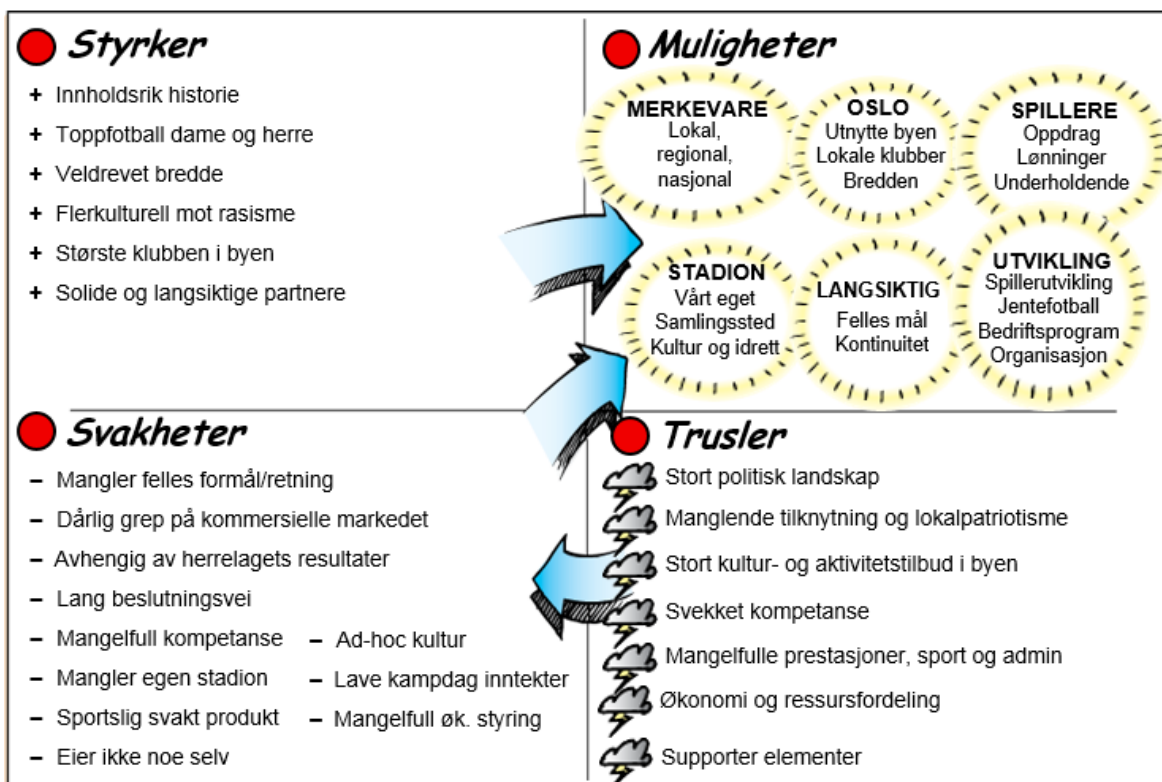 Styrker
+ Innholdsrik historie
+ Toppfotball dame og herre
+ Veldrevet bredde
+ Flerkulturell mot rasisme
+ Største klubben i byen
+ Solide og langsiktige partnere
Muligheter
MERKEVARE
Lokal,
regional,
nasjonal
OSLO
Utnytte byen
Lokale klubber
Bredden
SPILLERE
Oppdrag
Lønninger
Underholdende
STADION
Vårt eget
Samlingssted
Kultur og idrett
LANGSIKTIG
Felles mål
Kontinuitet
UTVIKLING
Spillerutvikling
Jentefotball
Bedriftsprogram
Organisasjon
Svakheter
– Mangler felles formål/retning
– Dårlig grep på kommersielle markedet
– Avhengig av herrelagets resultater
– Lang beslutningsvei
– Mangelfull kompetanse
– Mangler egen stadion
– Sportslig svakt produkt
– Eier ikke noe selv
– Ad-hoc kultur
– Lave kampdag inntekter
– Mangelfull øk. styring
Trusler
Stort politisk landskap
Manglende tilknytning og lokalpatriotisme
Stort kultur- og aktivitetstilbud i byen
Svekket kompetanse
Mangelfulle prestasjoner, sport og admin
Økonomi og ressursfordeling
Supporter elementer